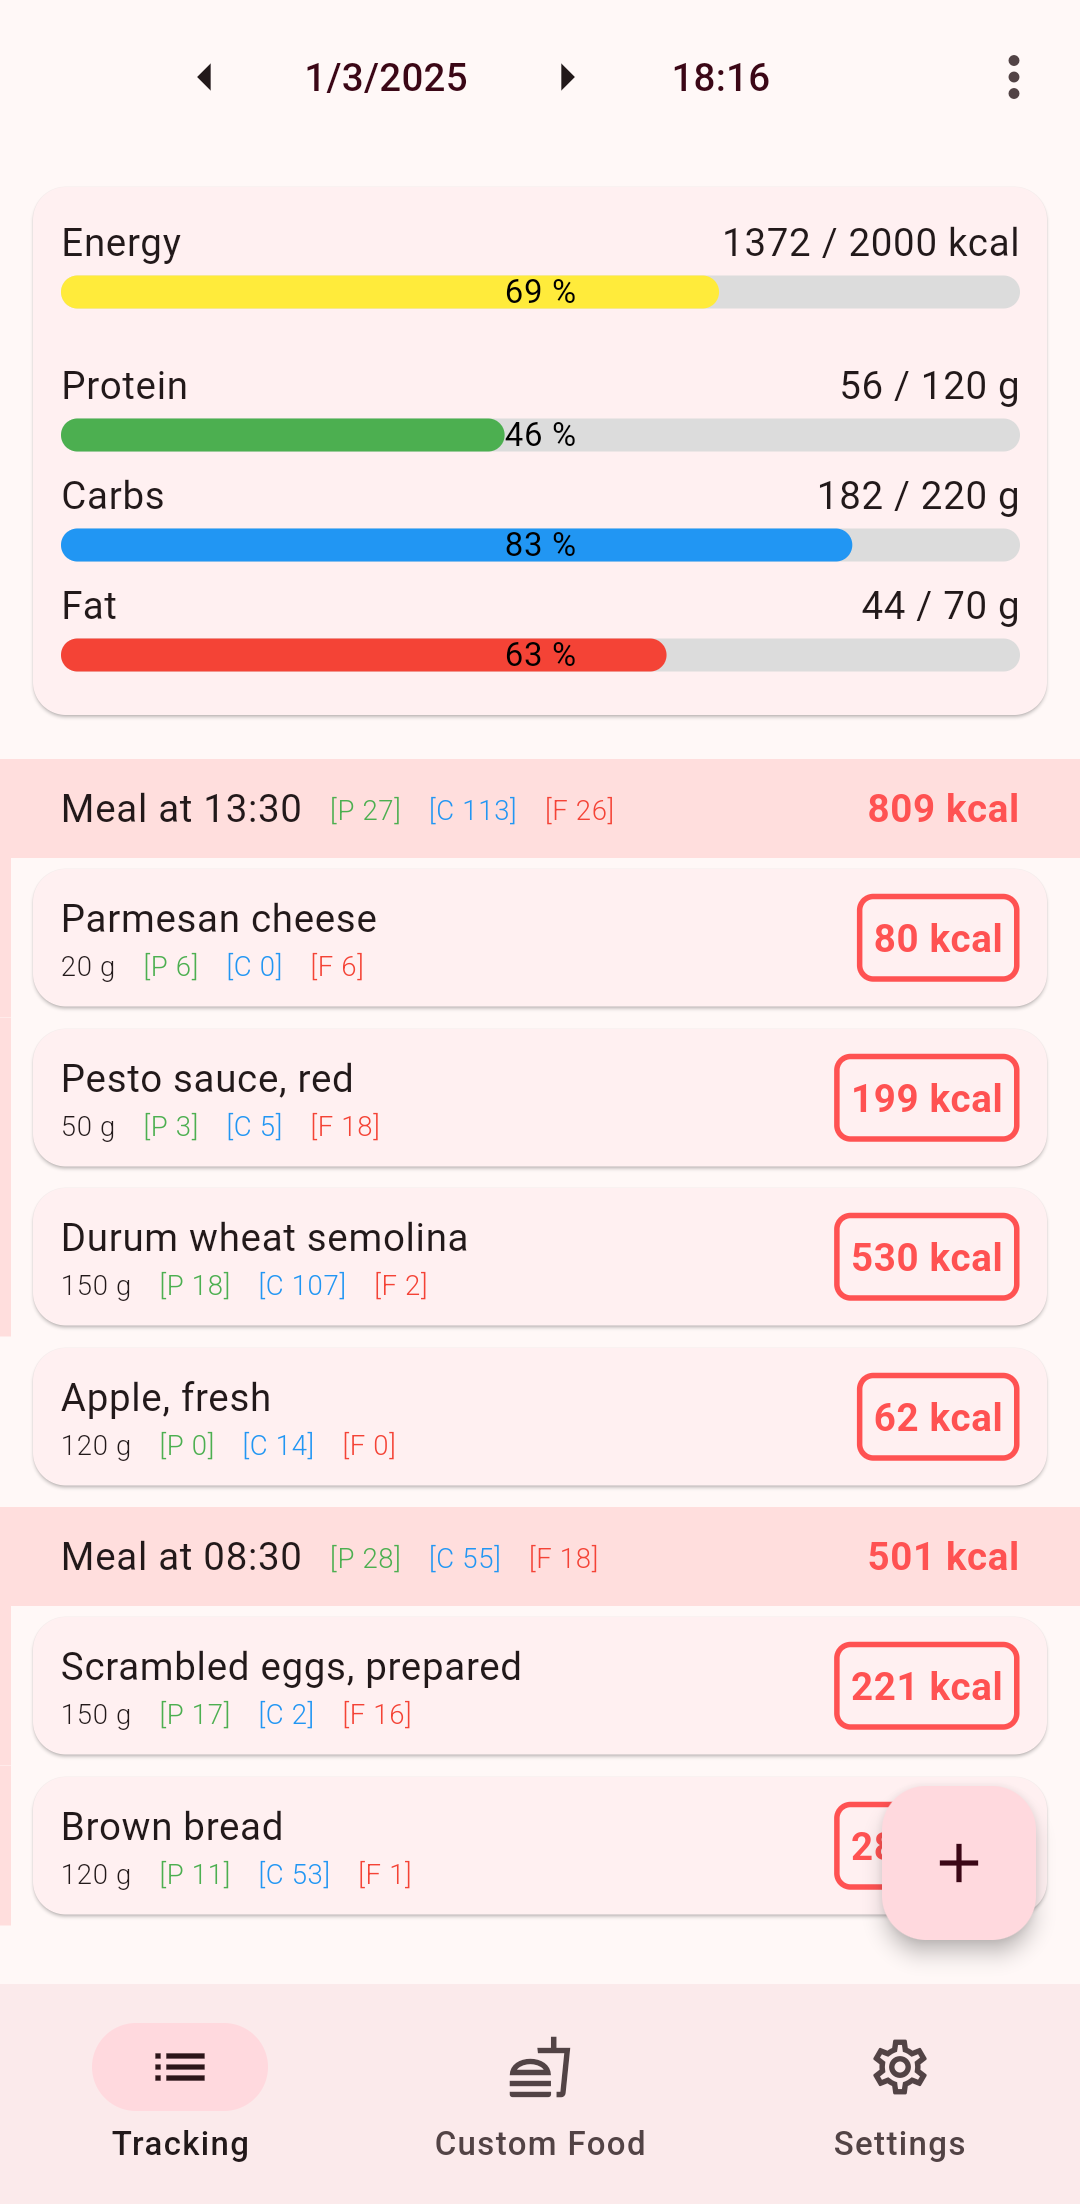 1/3/2025 18:16
Energy 1372 / 2000 kcal
69 %
Protein 56 / 120 g
46 %
Carbs 182 / 220 g
83 %
Fat 44 / 70 g
63 %
Meal at 13:30 [P 27] [C 113] [F 26] 809 kcal
Parmesan cheese
20 g [P 6] [C 0] [F 6]
80 kcal
Pesto sauce, red
50 g [P 3] [C 5] [F 18]
199 kcal
Durum wheat semolina
150 g [P 18] [C 107] [F 2]
530 kcal
Apple, fresh
120 g [P 0] [C 14] [F 0]
62 kcal
Meal at 08:30 [P 28] [C 55] [F 18] 501 kcal
Scrambled eggs, prepared
150 g [P 17] [C 2] [F 16]
221 kcal
Brown bread
120 g [P 11] [C 53] [F 1]
Tracking Custom Food Settings